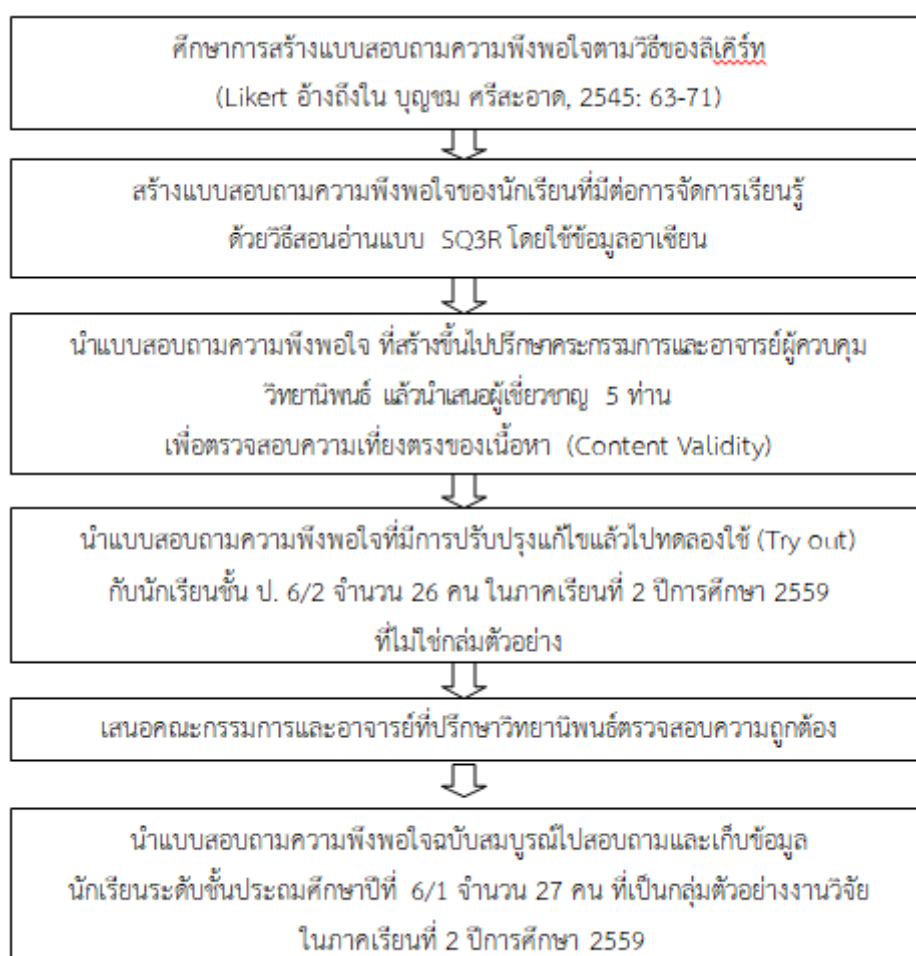 ศึกษาการสร้างแบบสอบถามความพึงพอใจตามวิธีของลิเคิร์ท
(Likert อ้างถึงใน บุญชม ศรีสะอาด, 2545: 63-71)
สร้างแบบสอบถามความพึงพอใจของนักเรียนที่มีต่อการจัดการเรียนรู้
ด้วยวิธีสอนอ่านแบบ SQ3R โดยใช้ข้อมูลอาเซียน
นำแบบสอบถามความพึงพอใจ ที่สร้างขึ้นไปปรึกษาคระกรรมการและอาจารย์ผู้ควบคุม
วิทยานิพนธ์ แล้วนำเสนอผู้เชี่ยวชาญ 5 ท่าน
เพื่อตรวจสอบความเที่ยงตรงของเนื้อหา (Content Validity)
นำแบบสอบถามความพึงพอใจที่มีการปรับปรุงแก้ไขแล้วไปทดลองใช้ (Try out)
กับนักเรียนชั้น ป. 6/2 จำนวน 26 คน ในภาคเรียนที่ 2 ปีการศึกษา 2559
ที่ไม่ใช่กลุ่มตัวอย่าง
เสนอคณะกรรมการและอาจารย์ที่ปรึกษาวิทยานิพนธ์ตรวจสอบความถูกต้อง
นำแบบสอบถามความพึงพอใจฉบับสมบูรณ์ไปสอบถามและเก็บข้อมูล
นักเรียนระดับชั้นประถมศึกษาปีที่ 6/1 จำนวน 27 คน ที่เป็นกลุ่มตัวอย่างงานวิจัย
ในภาคเรียนที่ 2 ปีการศึกษา 2559